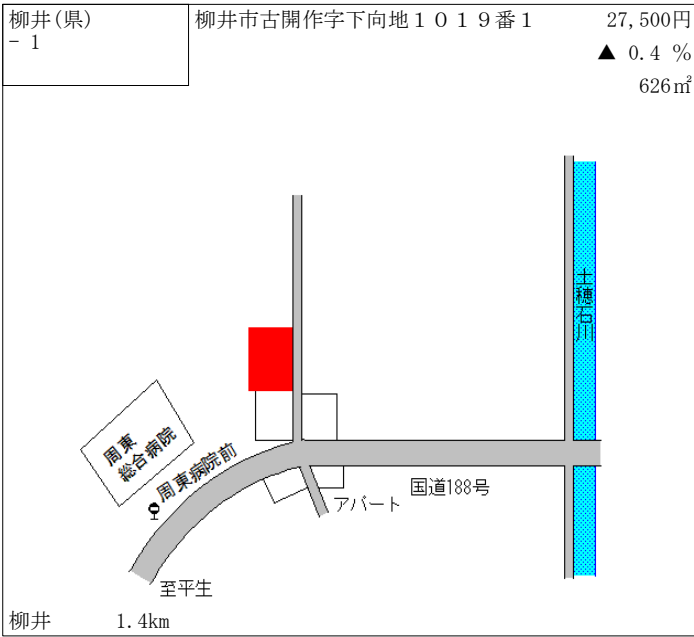 柳井(県)
- 1
柳井市古開作字下向地１０１９番１
27,500円
▲ 0.4 %
626㎡
土穂石川
周東
総合病院
周東病院前
アパート
国道188号
至平生
柳井 1.4km